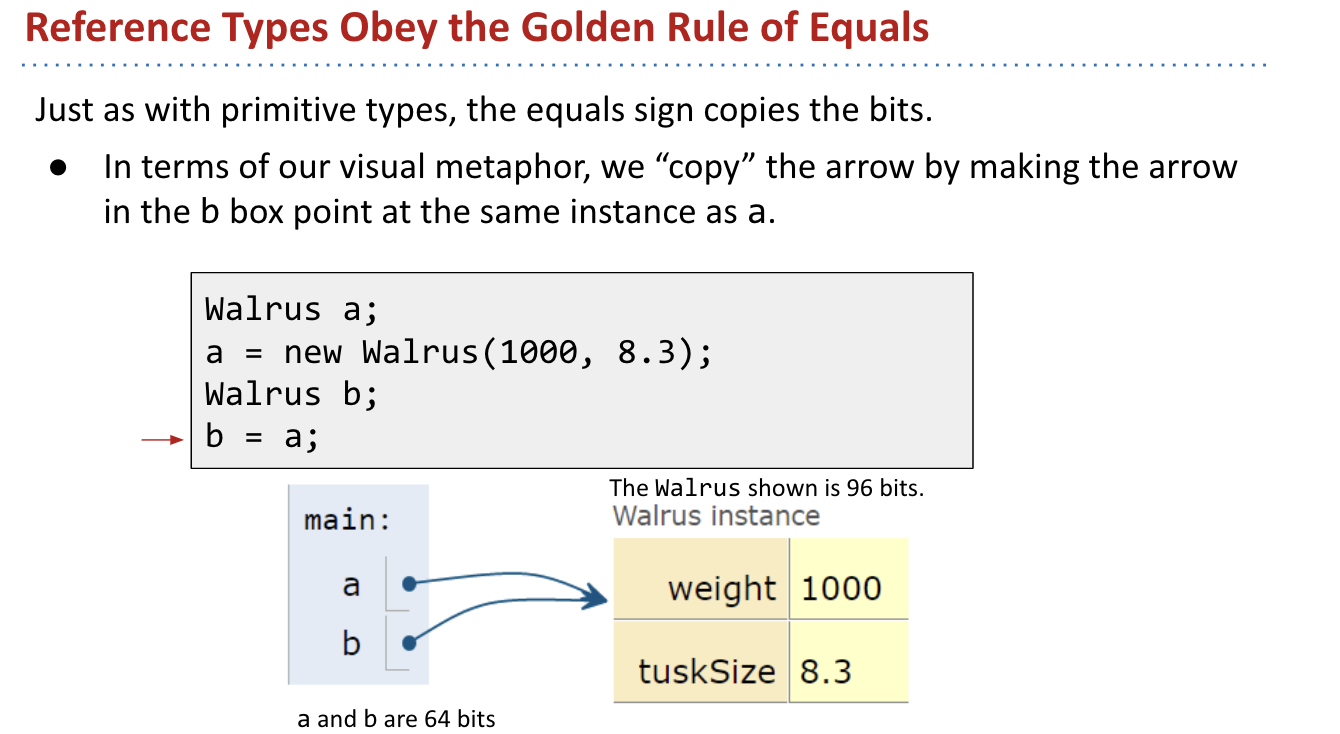 Reference Types Obey the Golden Rule of Equals
Just as with primitive types, the equals sign copies the bits.
● In terms of our visual metaphor, we “copy” the arrow by making the arrow
in the b box point at the same instance as a.
Walrus a;
a = new Walrus(1000, 8.3);
Walrus b;
b = a;
The Walrus shown is 96 bits.
Walrus instance
main:
a
b
weight 1000
tuskSize 8.3
a and b are 64 bits